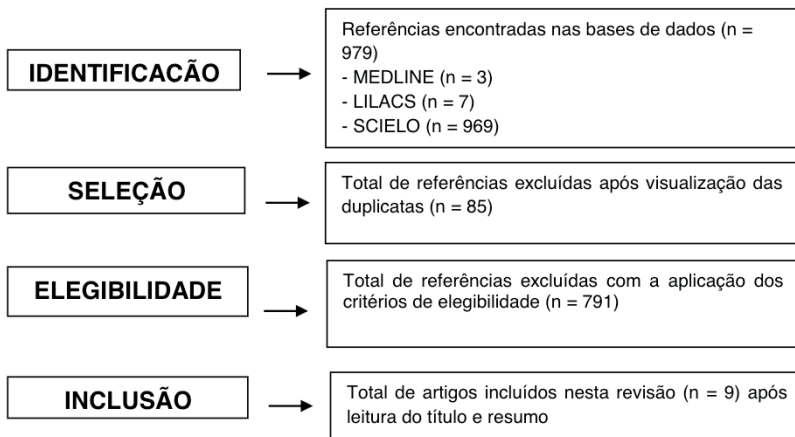 IDENTIFICACÃO
Referências encontradas nas bases de dados (n =
979)
- MEDLINE (n = 3)
- LILACS (n = 7)
- SCIELO (n = 969)
SELEÇÃO
Total de referências excluídas após visualização das
duplicatas (n = 85)
ELEGIBILIDADE
Total de referências excluídas com a aplicação dos
critérios de elegibilidade (n = 791)
INCLUSÃO
Total de artigos incluídos nesta revisão (n = 9) após
leitura do título e resumo